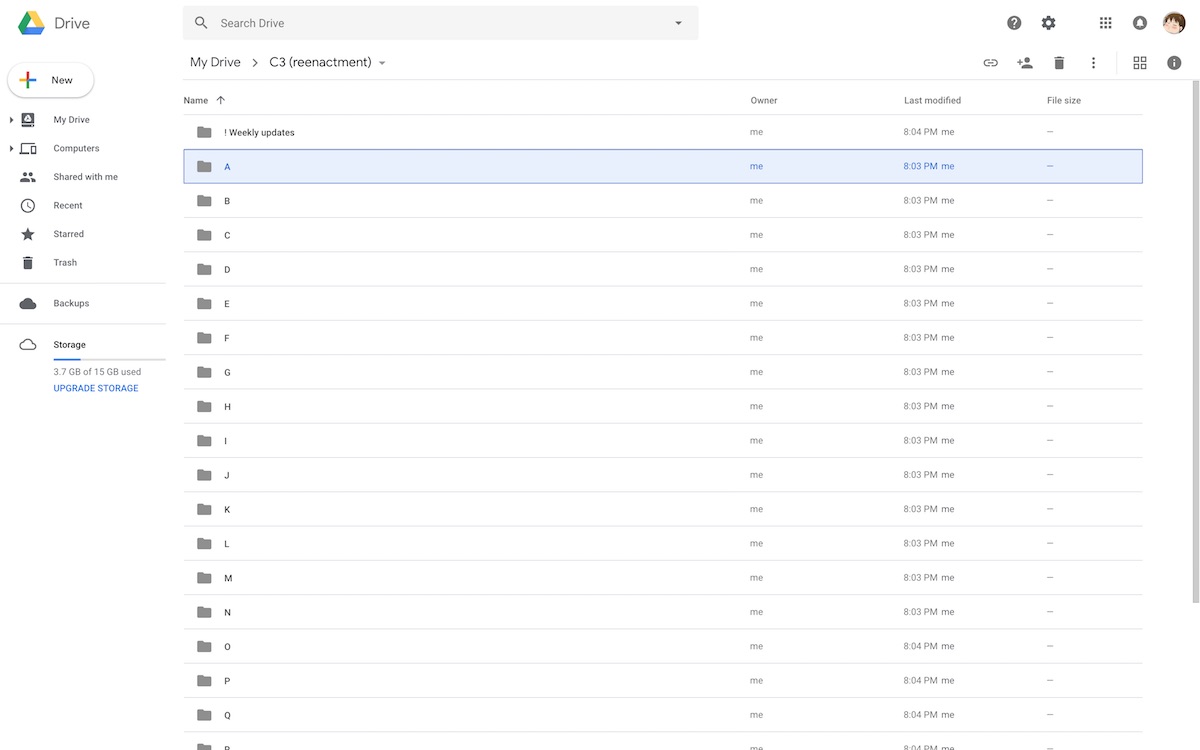 Drive
Search Drive
My Drive > C3 (reenactment)
New
My Drive
Computers
Shared with me
Recent
Starred
Trash
Backups
Storage
3.7 GB of 15 GB used
UPGRADE STORAGE
Name Owner Last modified File size
! Weekly updates me 8:04 PM me —
A me 8:03 PM me —
B me 8:03 PM me —
C me 8:03 PM me —
D me 8:03 PM me —
E me 8:03 PM me —
F me 8:03 PM me —
G me 8:03 PM me —
H me 8:03 PM me —
I me 8:03 PM me —
J me 8:03 PM me —
K me 8:03 PM me —
L me 8:03 PM me —
M me 8:03 PM me —
N me 8:03 PM me —
O me 8:04 PM me —
P me 8:04 PM me —
Q me 8:04 PM me —
me 8:04 PM me —